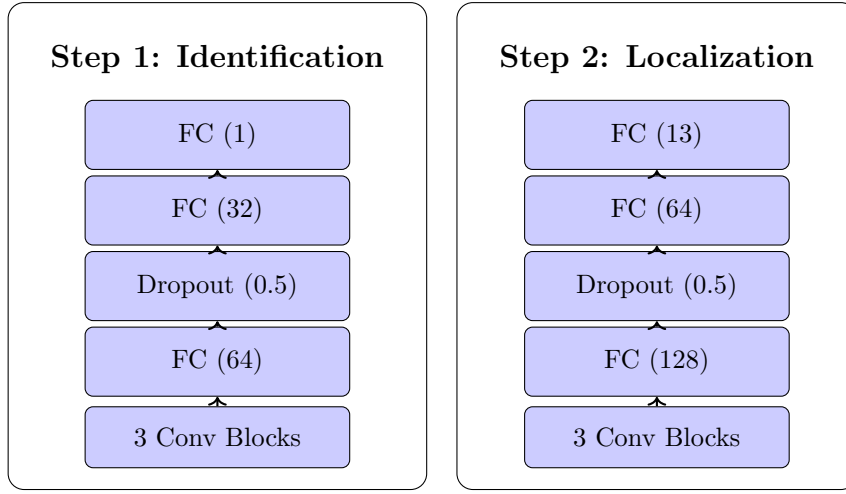 Step 1: Identification
FC (1)
FC (32)
Dropout (0.5)
FC (64)
3 Conv Blocks
Step 2: Localization
FC (13)
FC (64)
Dropout (0.5)
FC (128)
3 Conv Blocks